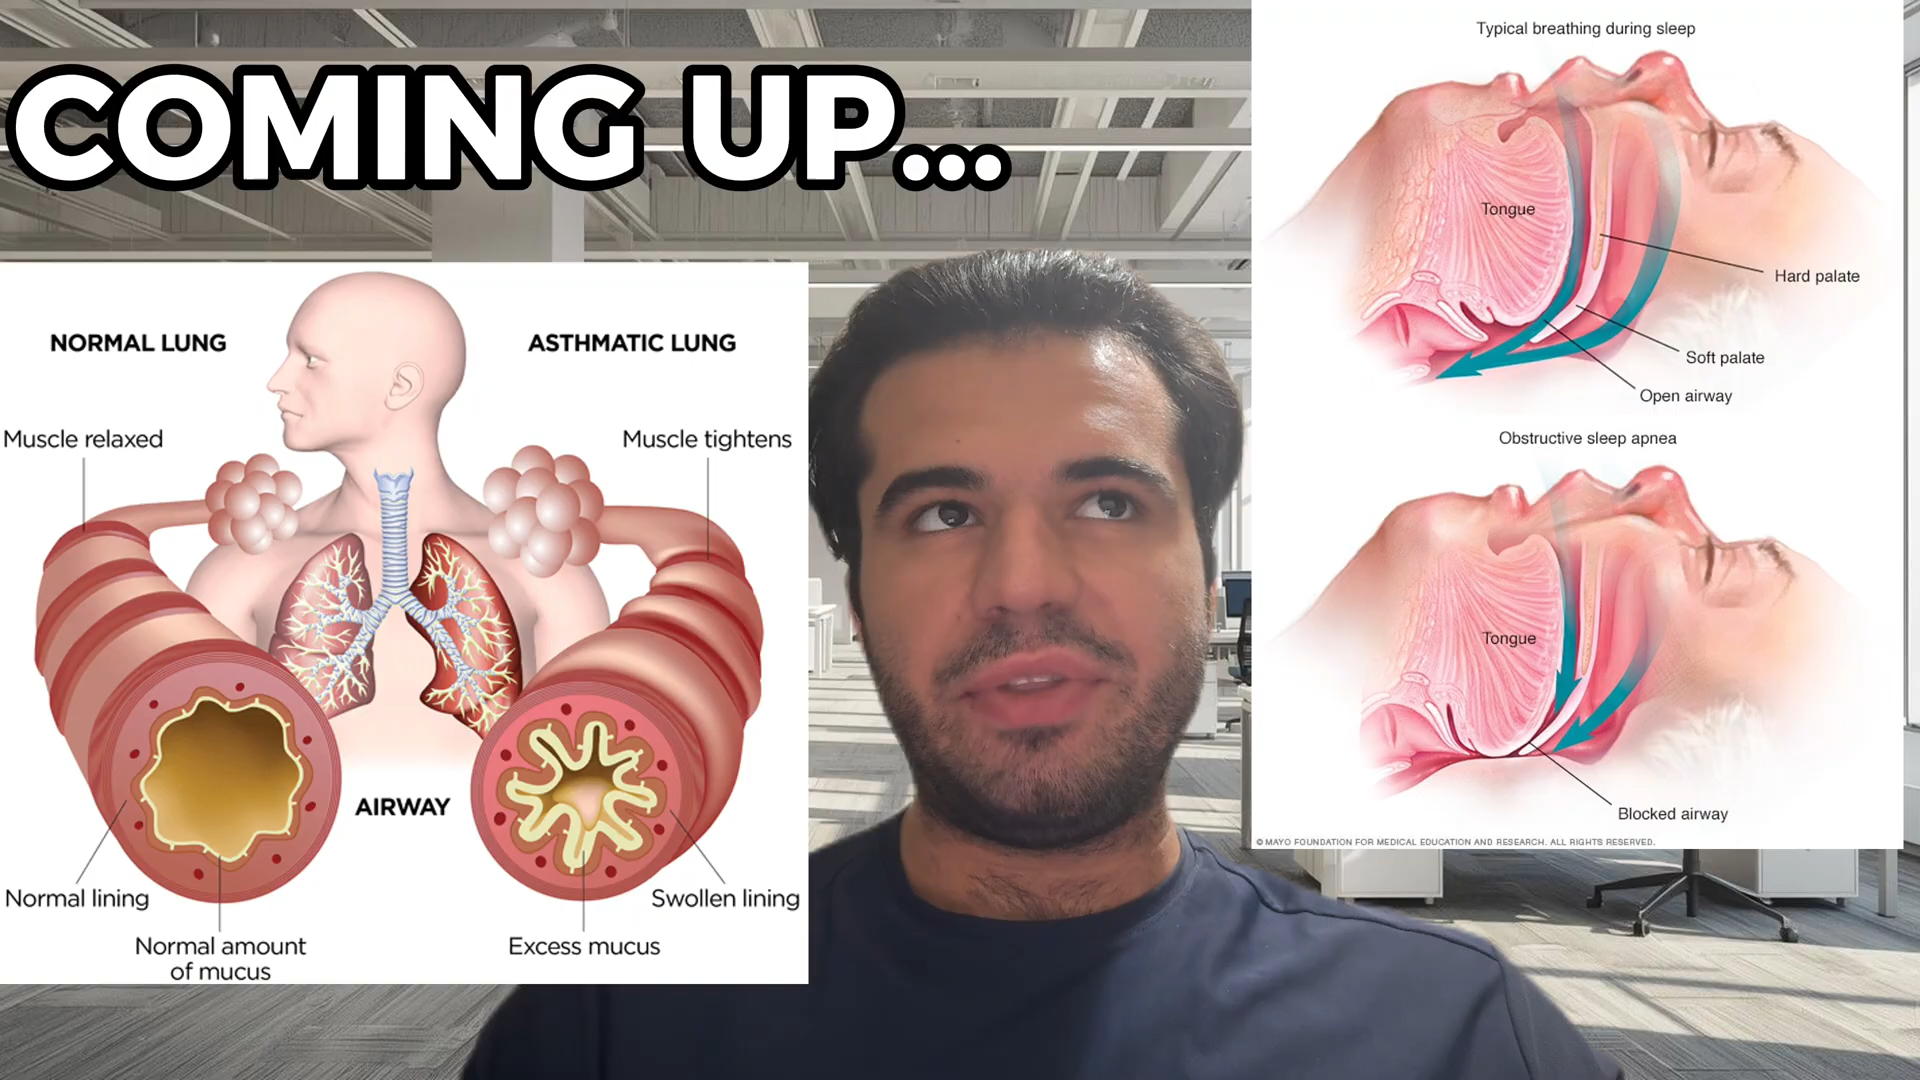 COMING UP...
NORMAL LUNG
ASTHMATIC LUNG
Muscle relaxed
Muscle tightens
AIRWAY
Normal lining
Swollen lining
Normal amount
of mucus
Excess mucus
Typical breathing during sleep
Tongue
Hard palate
Soft palate
Open airway
Obstructive sleep apnea
Tongue
Blocked airway
© MAYO FOUNDATION FOR MEDICAL EDUCATION AND RESEARCH. ALL RIGHTS RESERVED.